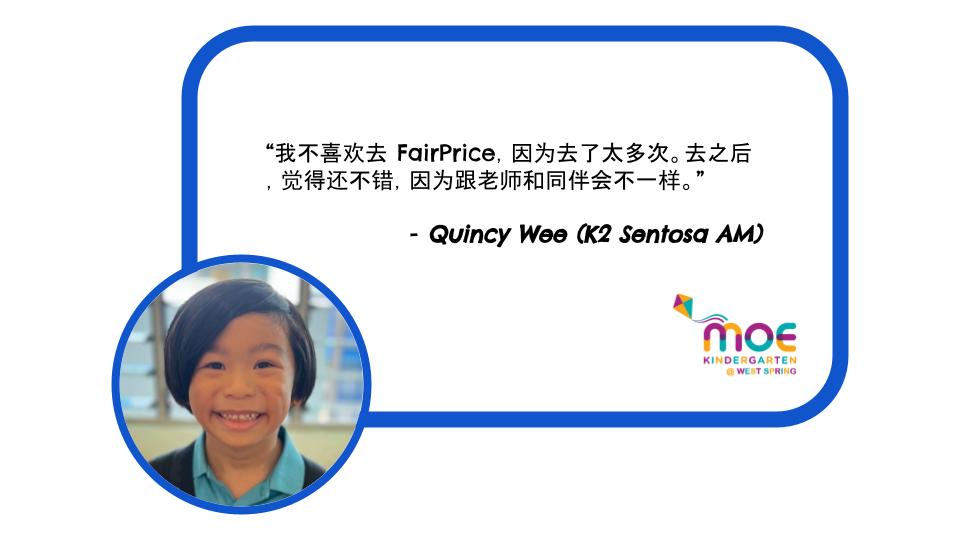 “我不喜欢去 FairPrice, 因为去了太多次。去之后
, 觉得还不错, 因为跟老师和同伴会不一样。”
- Quincy Wee (K2 Sentosa AM)
moe
KINDERGARTEN
@ WEST SPRING